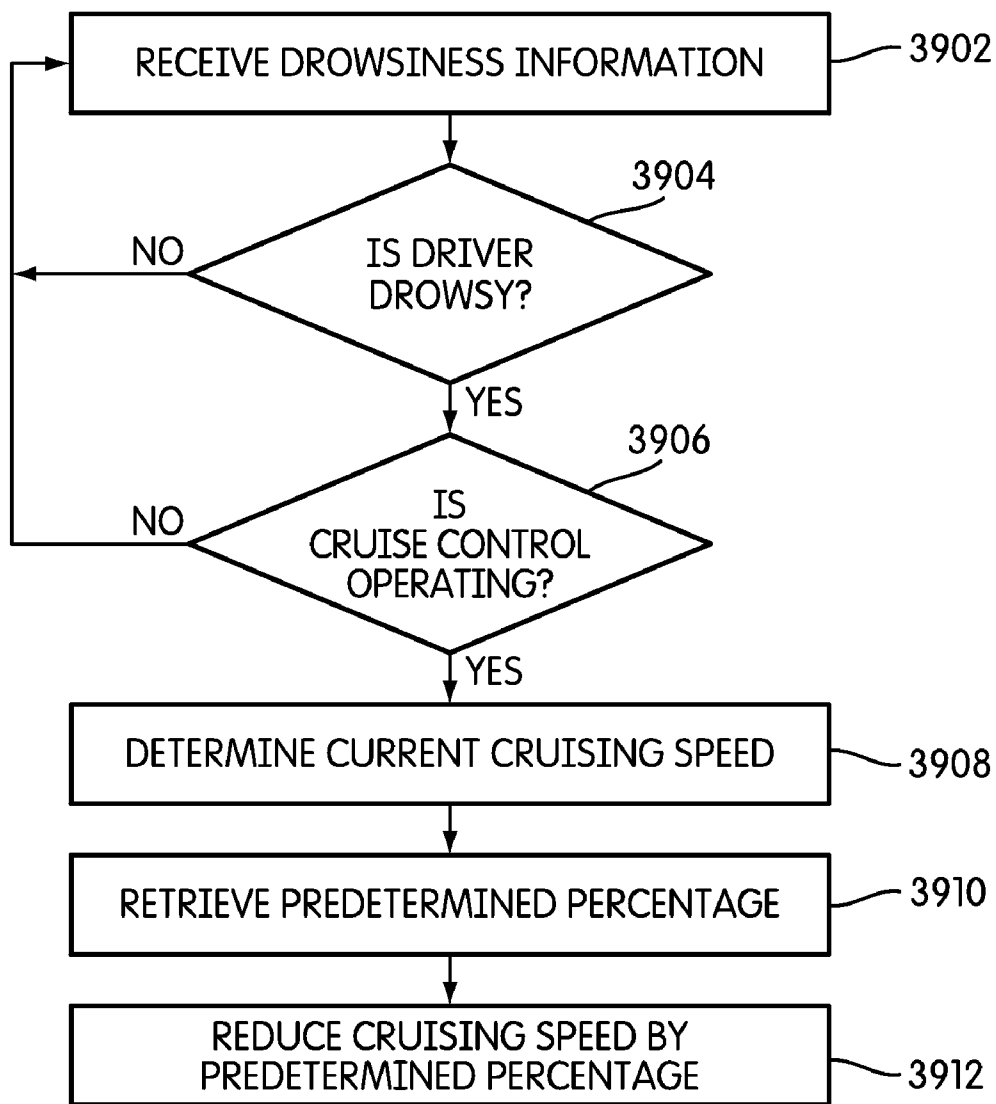 RECEIVE DROWSINESS INFORMATION
3902
3904
IS DRIVER
DROWSY?
NO
YES
3906
IS
CRUISE CONTROL
OPERATING?
NO
YES
DETERMINE CURRENT CRUISING SPEED
3908
RETRIEVE PREDETERMINED PERCENTAGE
3910
REDUCE CRUISING SPEED BY
PREDETERMINED PERCENTAGE
3912